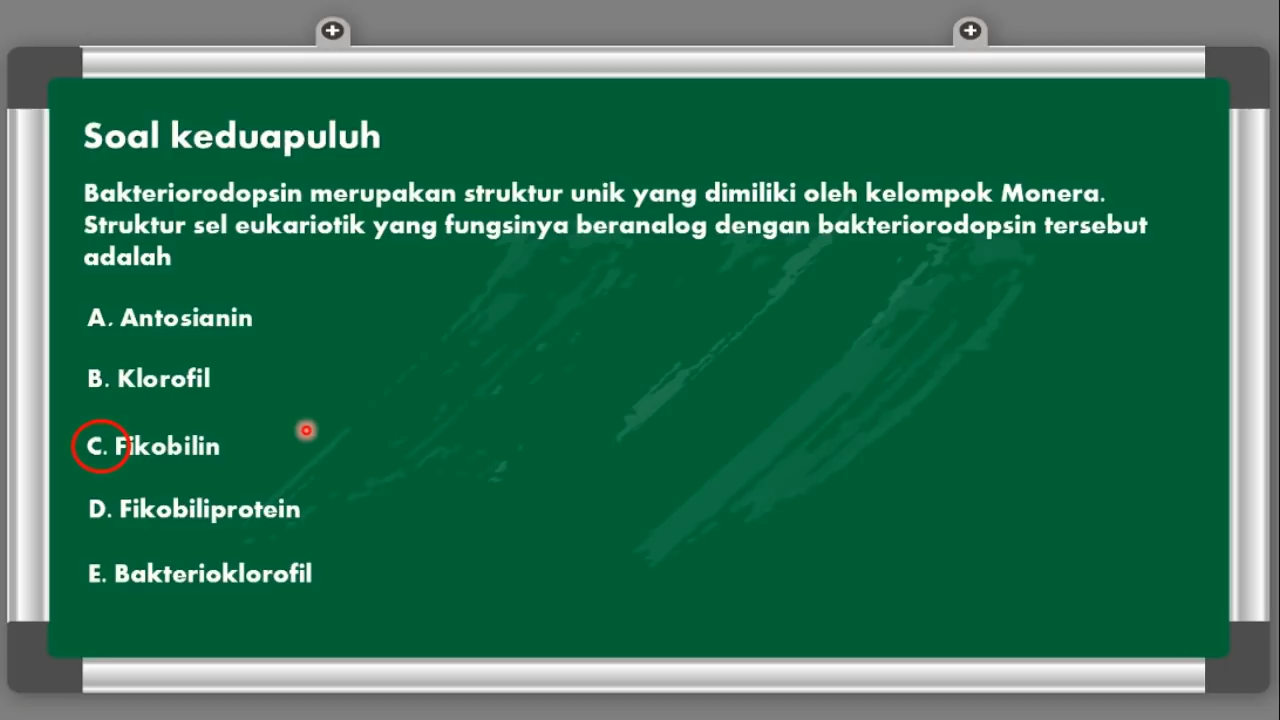 Soal keduapuluh
Bakteriorodopsin merupakan struktur unik yang dimiliki oleh kelompok Monera.
Struktur sel eukariotik yang fungsinya beranalog dengan bakteriorodopsin tersebut
adalah
A. Antosianin
B. Klorofil
C. Fikobilin
D. Fikobiliprotein
E. Bakterioklorofil